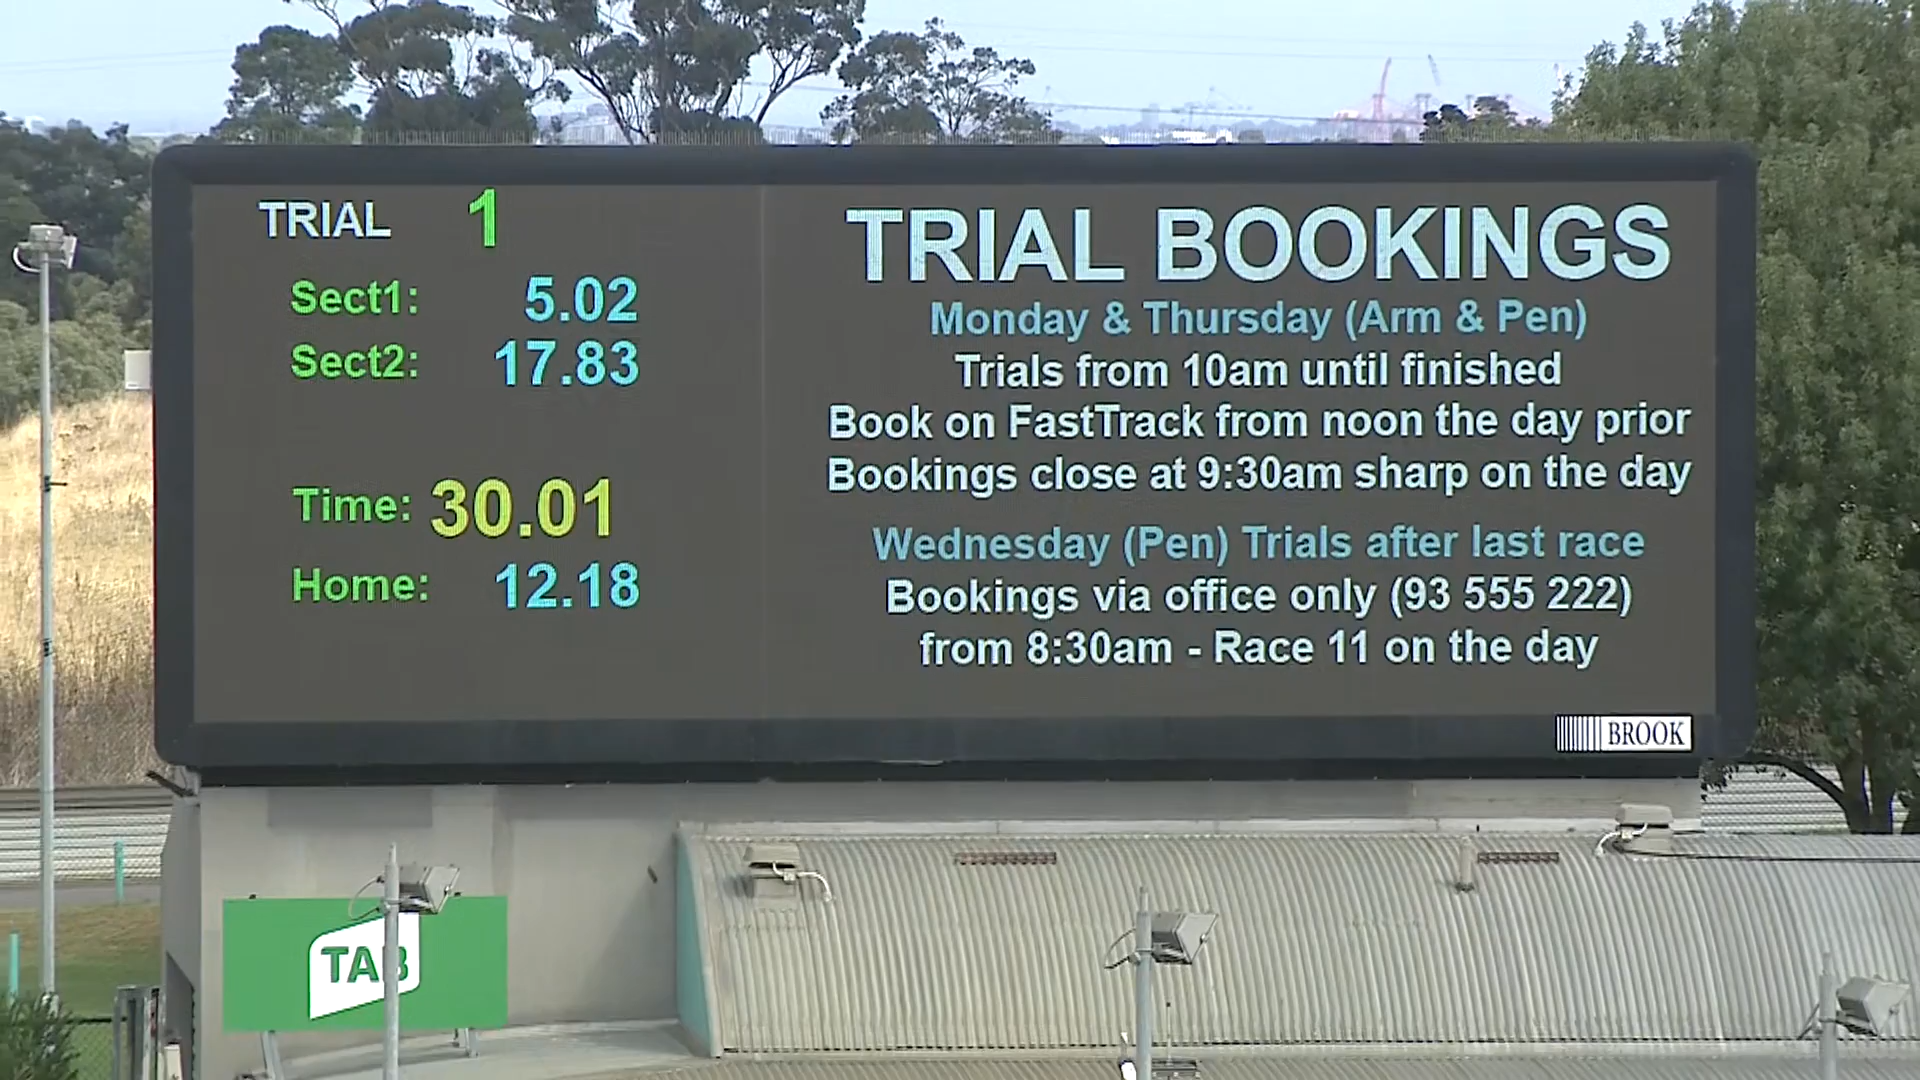 TRIAL 1
Sect1: 5.02
Sect2: 17.83
Time: 30.01
Home: 12.18
TRIAL BOOKINGS
Monday & Thursday (Arm & Pen)
Trials from 10am until finished
Book on FastTrack from noon the day prior
Bookings close at 9:30am sharp on the day
Wednesday (Pen) Trials after last race
Bookings via office only (93 555 222)
from 8:30am - Race 11 on the day
BROOK
TAB